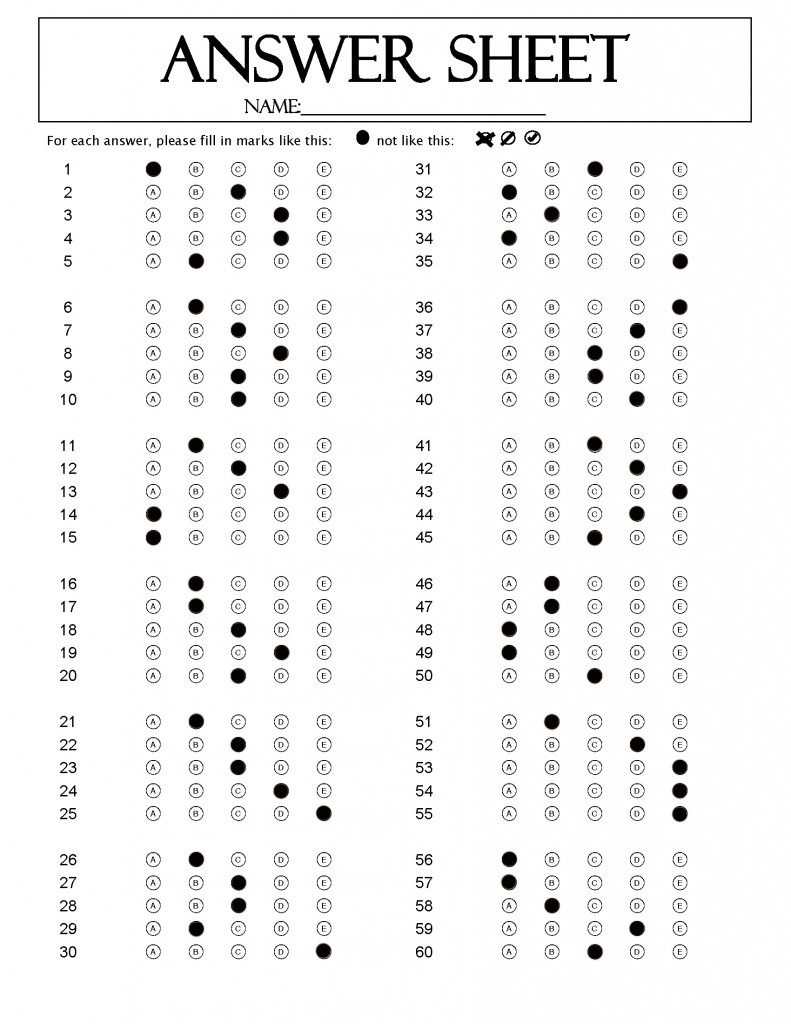 ANSWER SHEET
NAME:
For each answer, please fill in marks like this: not like this:
1 B C D E
2 A B D E
3 A B C E
4 A B C E
5 A C D E
6 A C D E
7 A B D E
8 A B C E
9 A B D E
10 A B D E
11 A C D E
12 A B D E
13 A B C E
14 B C D E
15 B C D E
16 A C D E
17 A C D E
18 A B D E
19 A B C E
20 A B D E
21 A C D E
22 A B D E
23 A B D E
24 A B C E
25 A B C D
26 A C D E
27 A B D E
28 A B D E
29 A C D E
30 A B C D
31 A B D E
32 B C D E
33 A C D E
34 B C D E
35 A B C D
36 A B C D
37 A B C E
38 A B D E
39 A B D E
40 A B C E
41 A B D E
42 A B C E
43 A B C D
44 A B C E
45 A B D E
46 A C D E
47 A C D E
48 B C D E
49 B C D E
50 A B D E
51 A C D E
52 A B C E
53 A B C D
54 A B C D
55 A B C D
56 B C D E
57 B C D E
58 A C D E
59 A B C E
60 A B D E